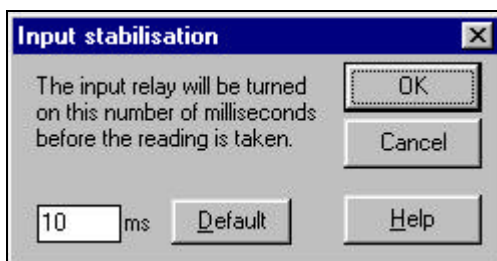 Input stabilisation
The input relay will be turned
on this number of milliseconds
before the reading is taken.
OK
Cancel
10 ms Default Help